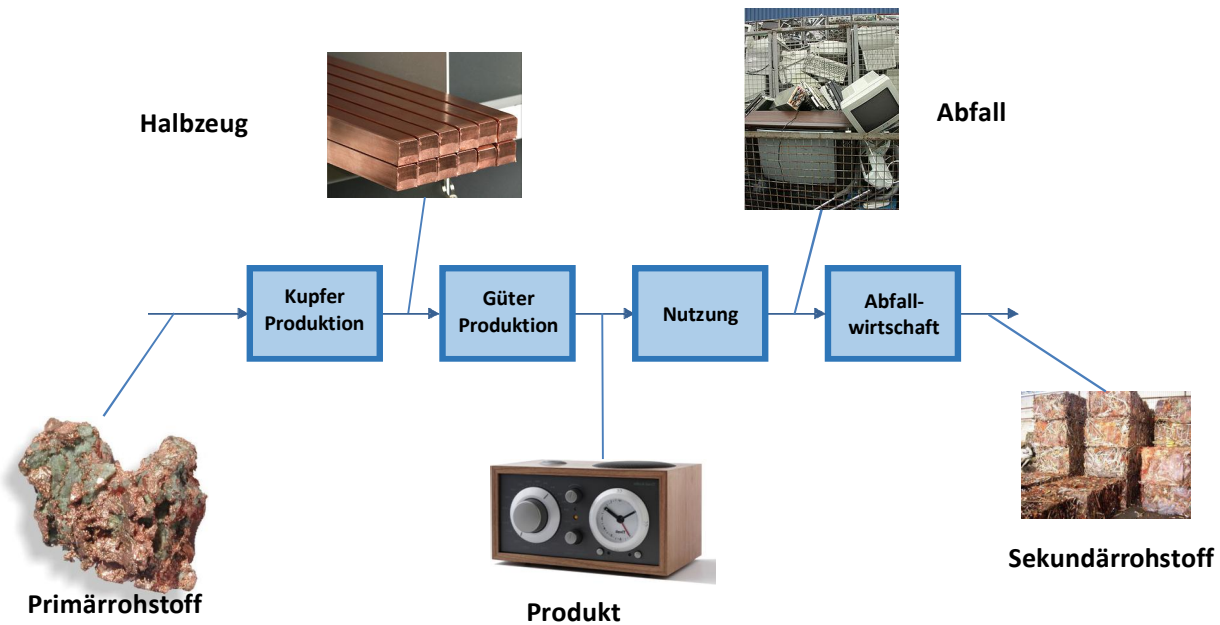 Halbzeug
Abfall
Kupfer
Produktion
Güter
Produktion
Nutzung
Abfall-
wirtschaft
Primärrohstoff
Produkt
Sekundärrohstoff